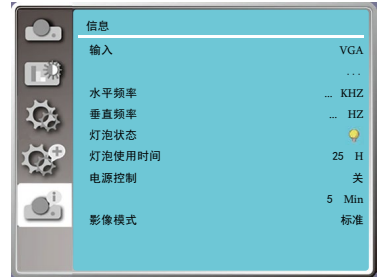 信息
输入 VGA
...
水平频率 ... KHZ
垂直频率 ... HZ
灯泡状态
灯泡使用时间 25 H
电源控制 关
5 Min
影像模式 标准